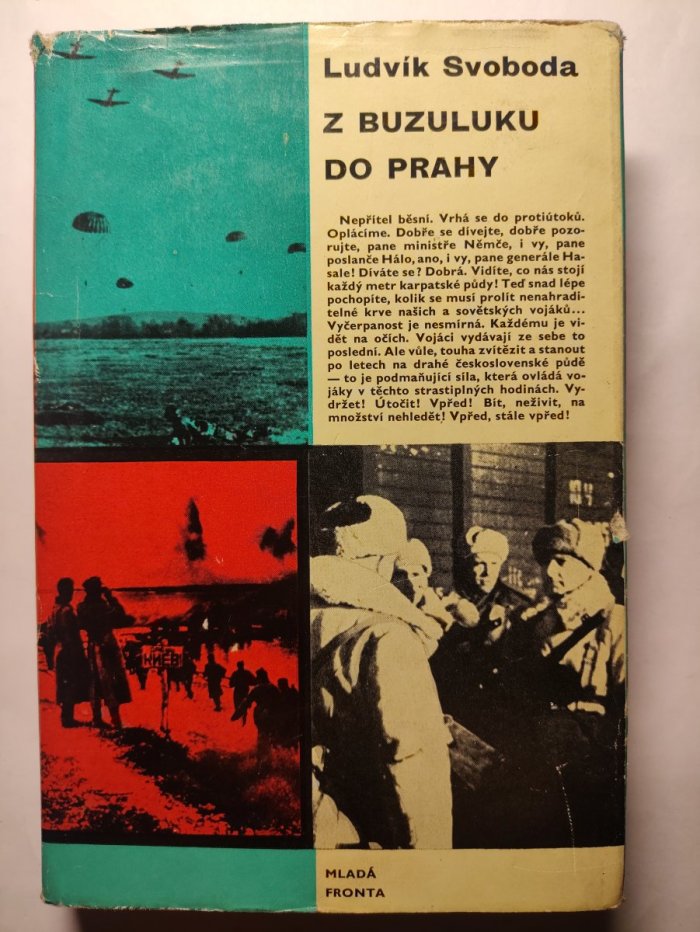 Ludvík Svoboda
Z BUZULUKU
DO PRAHY
Nepřítel běsní. Vrhá se do protiútoků.
Oplácíme. Dobře se dívejte, dobře pozo-
rujte, pane ministře Němče, i vy, pane
poslanče Hálo, ano, i vy, pane generále Ha-
sale! Díváte se? Dobrá. Vidíte, co nás stojí
každý metr karpatské půdy! Teď snad lépe
pochopíte, kolik se musí prolít nenahradi-
telné krve našich a sovětských vojáků...
Vyčerpanost je nesmírná. Každému je vi-
dět na očích. Vojáci vydávají ze sebe to
poslední. Ale vůle, touha zvítězit a stanout
po letech na drahé československé půdě
— to je podmaňující síla, která ovládá vo-
jáky v těchto strastiplných hodinách. Vy-
držet! Útočit! Vpřed! Bít, neživit, na
množství nehledět! Vpřed, stále vpřed!
КИЕВ
MLADÁ
FRONTA